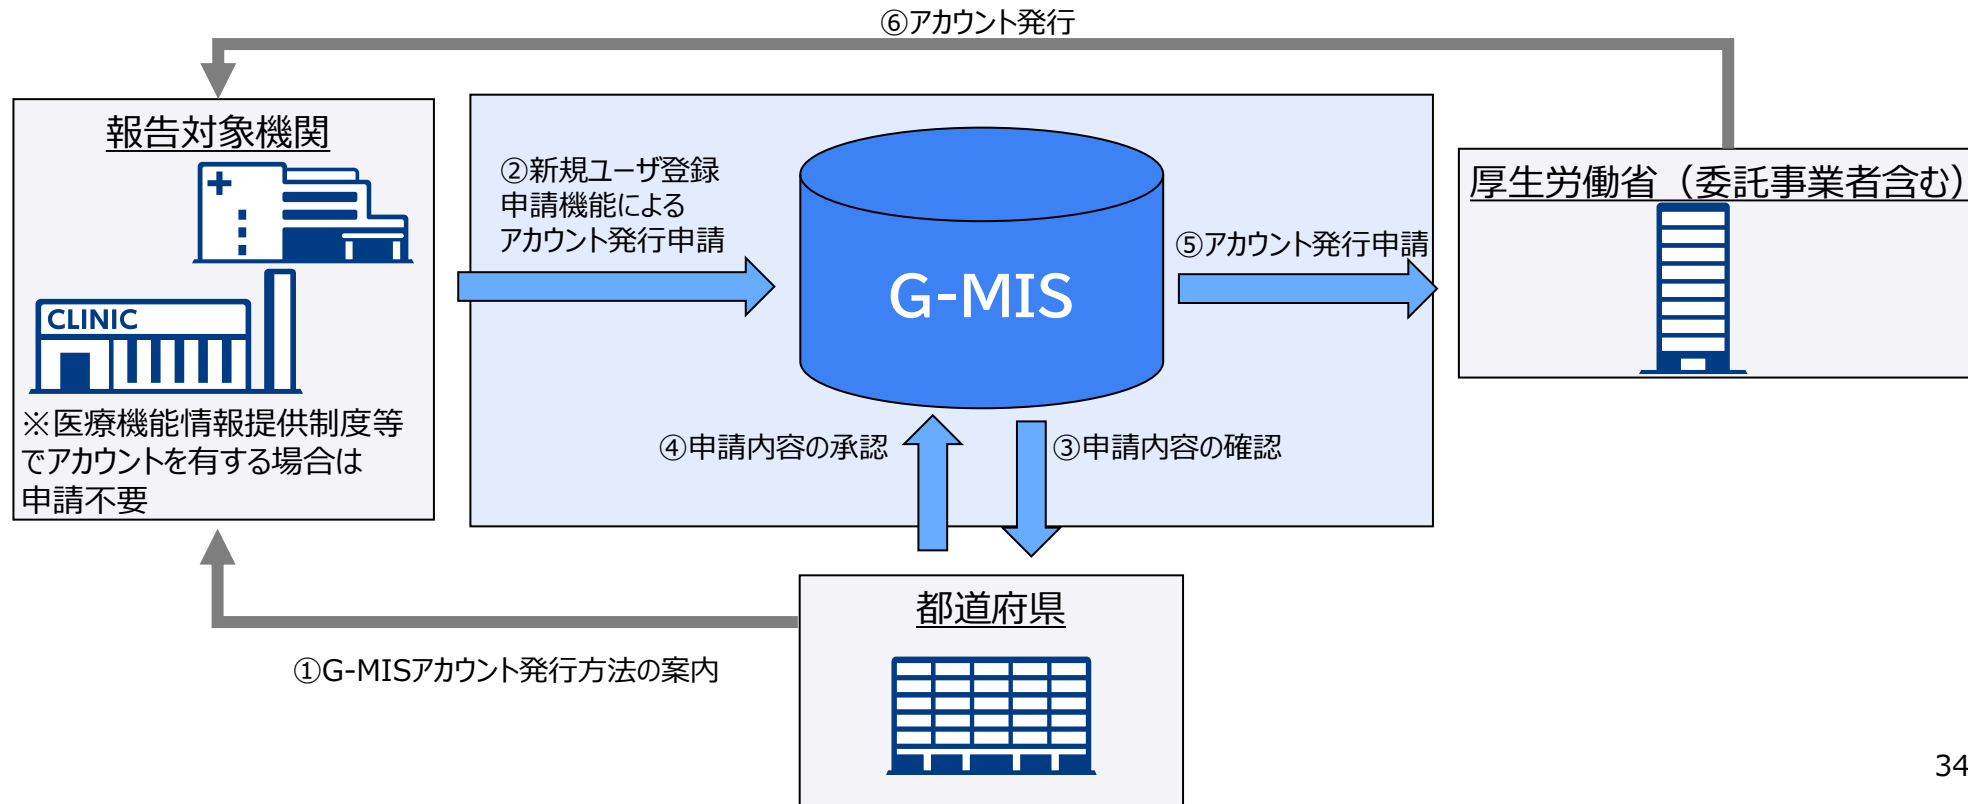 ⑥アカウント発行
報告対象機関
CLINIC
※医療機能情報提供制度等
でアカウントを有する場合は
申請不要
②新規ユーザ登録
申請機能による
アカウント発行申請
G-MIS
⑤アカウント発行申請
厚生労働省（委託事業者含む）
④申請内容の承認
③申請内容の確認
①G-MISアカウント発行方法の案内
都道府県
34